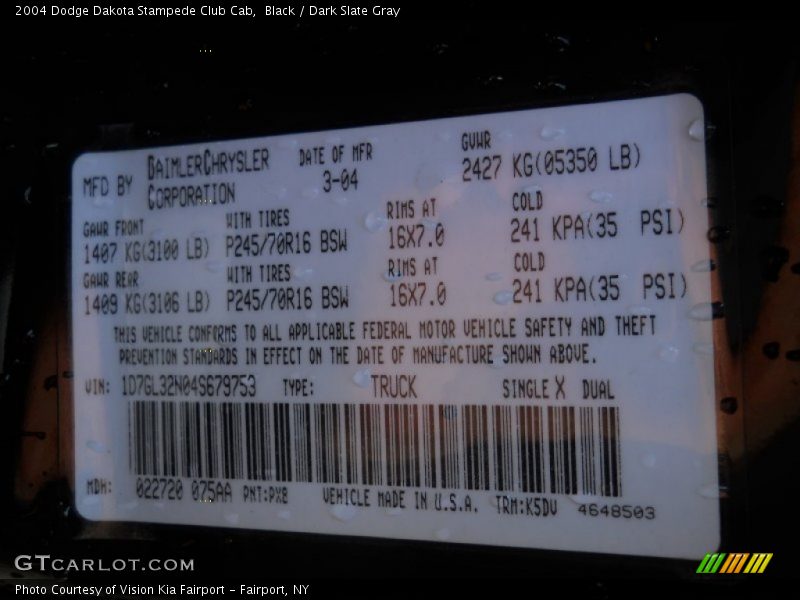 2004 Dodge Dakota Stampede Club Cab,  Black / Dark Slate Gray
MFD BY DAIMLERCHRYSLER CORPORATION DATE OF MFR 3-04 GVWR 2427 KG(05350 LB)
GAWR FRONT WITH TIRES RIMS AT COLD
1407 KG(3100 LB) P245/70R16 BSW 16X7.0 241 KPA(35 PSI)
GAWR REAR WITH TIRES RIMS AT COLD
1409 KG(3106 LB) P245/70R16 BSW 16X7.0 241 KPA(35 PSI)
THIS VEHICLE CONFORMS TO ALL APPLICABLE FEDERAL MOTOR VEHICLE SAFETY AND THEFT
PREVENTION STANDARDS IN EFFECT ON THE DATE OF MANUFACTURE SHOWN ABOVE.
VIN: 1D7GL32N04S679753 TYPE: TRUCK SINGLE X DUAL
MDH: 022720 075AA PNT:PX8 VEHICLE MADE IN U.S.A. TRM:K5DV 4648503
GTCARLOT.COM
Photo Courtesy of Vision Kia Fairport - Fairport, NY